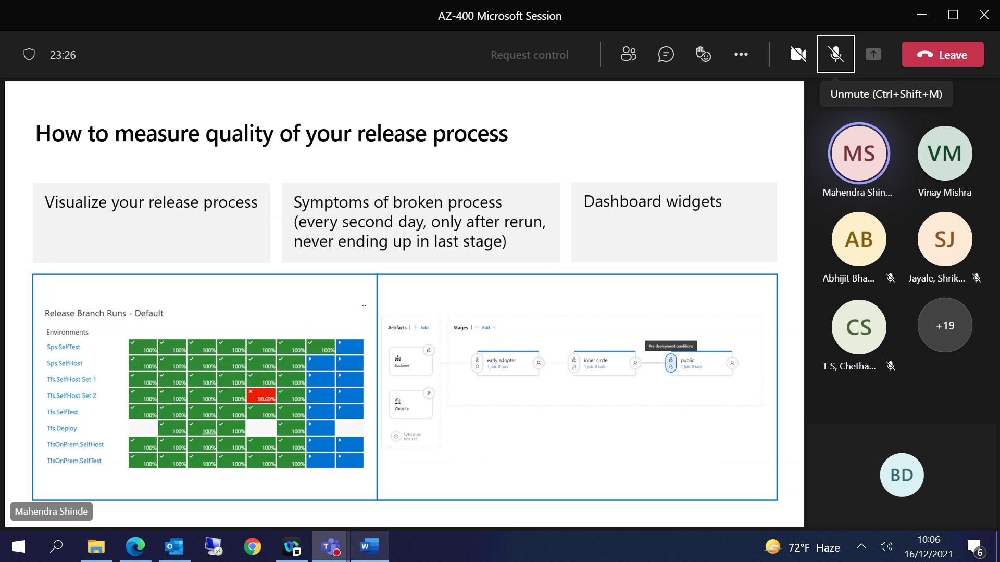 AZ-400 Microsoft Session
23:26
Request control
Leave
Unmute (Ctrl+Shift+M)
How to measure quality of your release process
Visualize your release process
Symptoms of broken process
(every second day, only after rerun,
never ending up in last stage)
Dashboard widgets
Release Branch Runs - Default
Environments
Sps.SelfTest 100% 100% 100% 100% 100% 100% 100%
Sps.SelfHost 100% 100% 100% 100% 100% 100%
Tfs.SelfHost Set 1 100% 100% 100% 100% 100% 100%
Tfs.SelfHost Set 2 100% 100% 100% 100% 98.69% 100%
Tfs.SelfTest 100% 100% 100% 100% 100% 100%
Tfs.Deploy 100% 100% 100% 100%
TfsOnPrem.SelfHost 100% 100% 100% 100% 100% 100%
TfsOnPrem.SelfTest 100% 100% 100% 100% 100% 100%
Artifacts | + Add
Backend
Website
Schedule
not set
Stages | + Add
Pre-deployment conditions
early adopter
1 job, 0 task
inner circle
1 job, 0 task
public
1 job, 0 task
Mahendra Shinde
MS
Mahendra Shin...
VM
Vinay Mishra
AB
Abhijit Bha...
SJ
Jayale, Shrik...
CS
T S, Chetha...
+19
BD
72°F Haze
10:06
16/12/2021
6